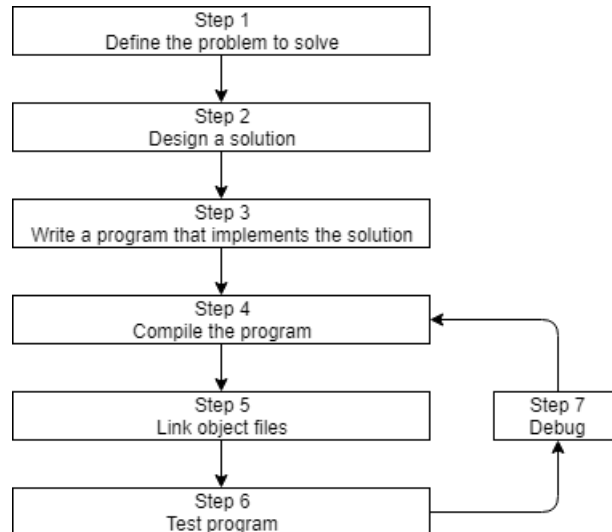 Step 1
Define the problem to solve
Step 2
Design a solution
Step 3
Write a program that implements the solution
Step 4
Compile the program
Step 5
Link object files
Step 7
Debug
Step 6
Test program